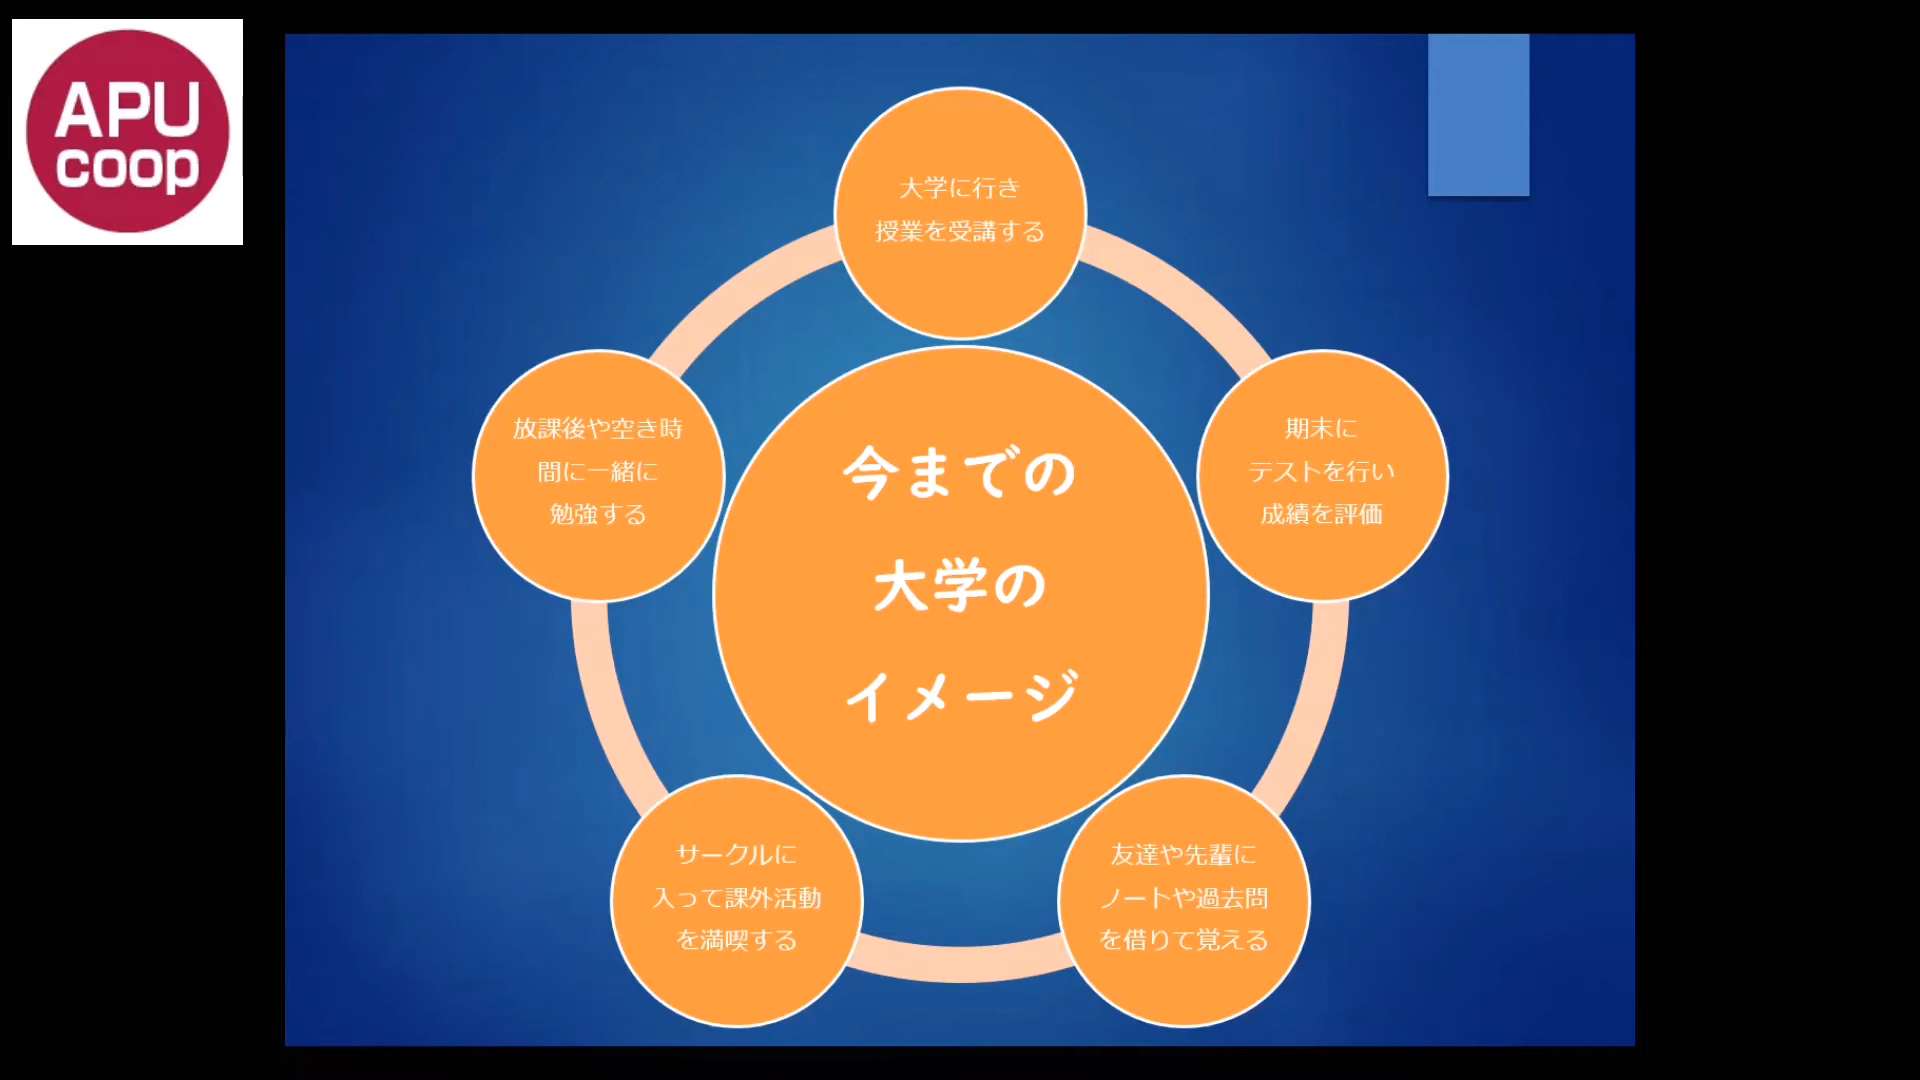 APU
coop
大学に行き
授業を受講する
放課後や空き時
間に一緒に
勉強する
今までの
大学の
イメージ
期末に
テストを行い
成績を評価
サークルに
入って課外活動
を満喫する
友達や先輩に
ノートや過去問
を借りて覚える